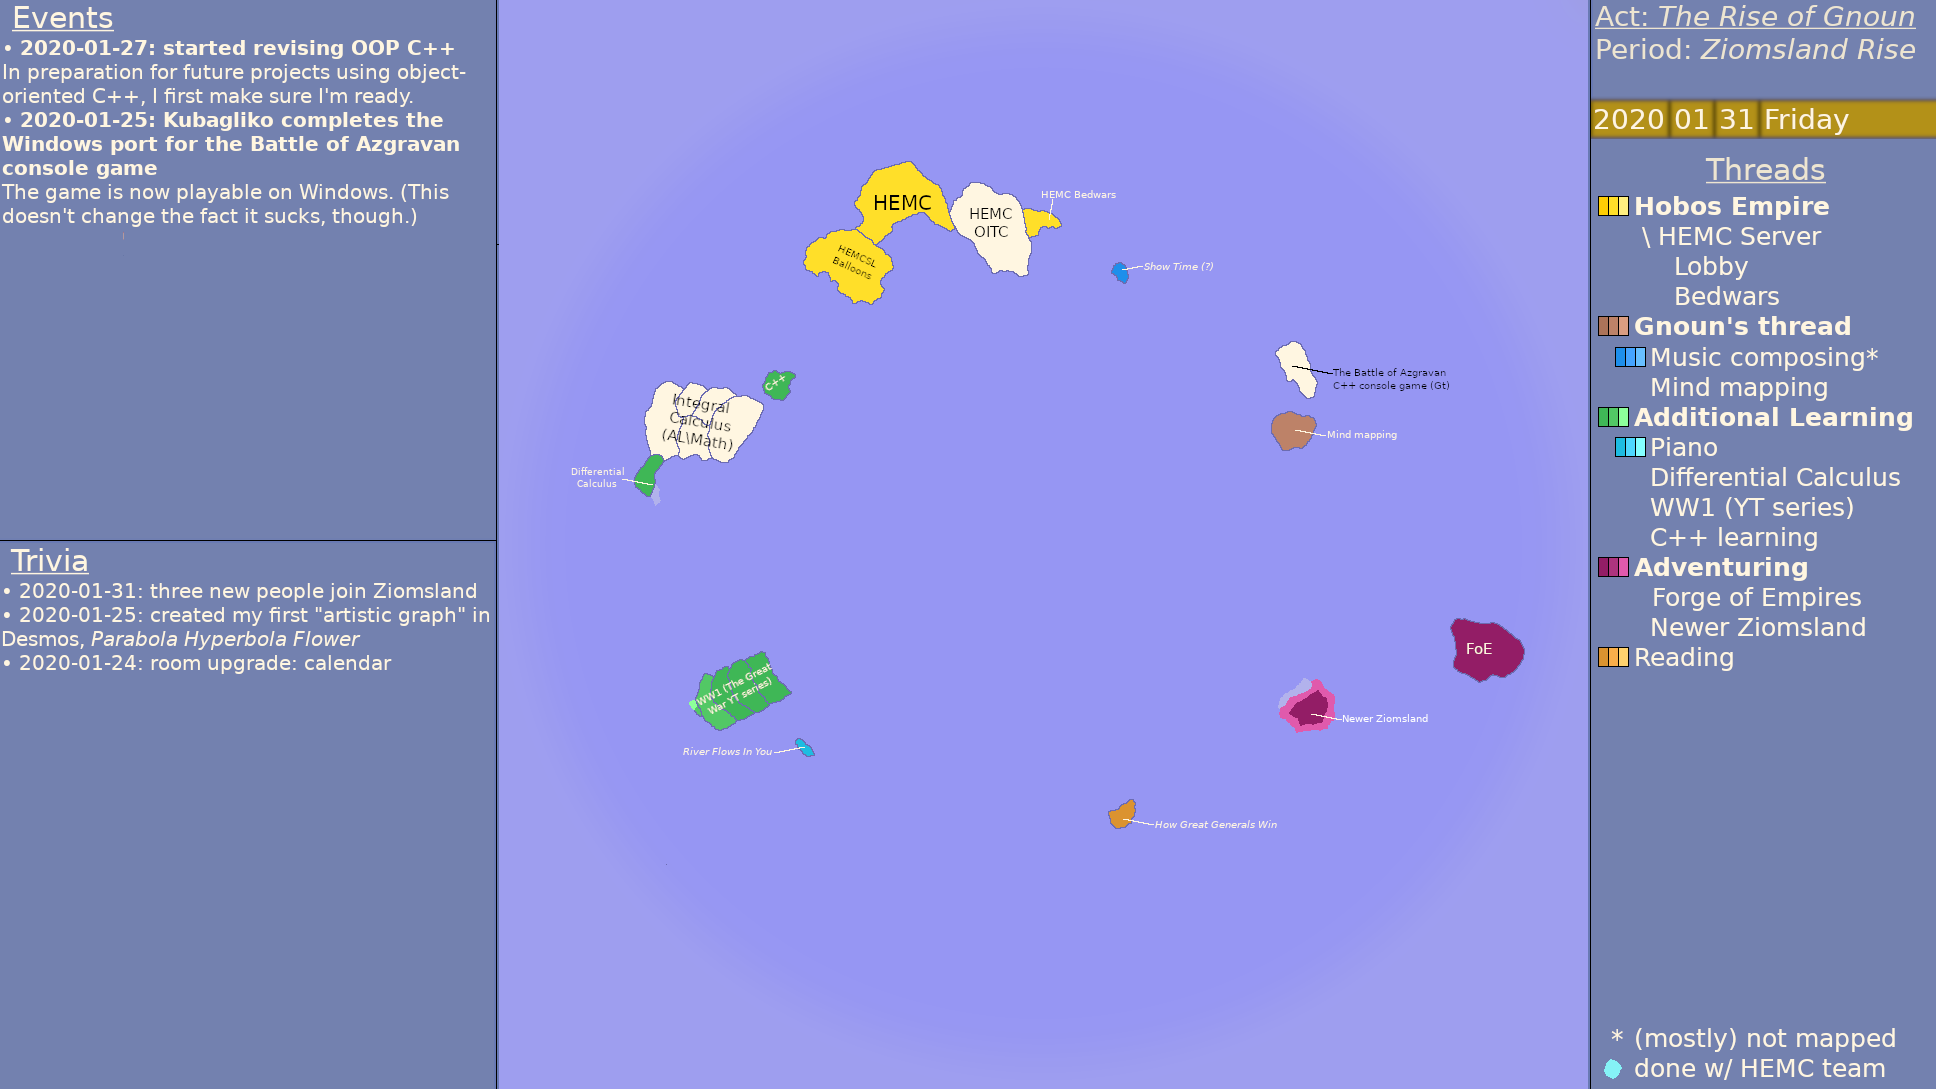 Events
• 2020-01-27: started revising OOP C++
In preparation for future projects using object-
oriented C++, I first make sure I'm ready.
• 2020-01-25: Kubagliko completes the
Windows port for the Battle of Azgravan
console game
The game is now playable on Windows. (This
doesn't change the fact it sucks, though.)
Trivia
• 2020-01-31: three new people join Ziomsland
• 2020-01-25: created my first "artistic graph" in
Desmos, Parabola Hyperbola Flower
• 2020-01-24: room upgrade: calendar
HEMC
HEMC
OITC
HEMC Bedwars
HEMCSL
Balloons
Show Time (?)
C++
Integral
Calculus
(AL\Math)
Differential
Calculus
The Battle of Azgravan
C++ console game (Gt)
Mind mapping
WW1 (The Great
War YT series)
River Flows In You
FoE
Newer Ziomsland
How Great Generals Win
Act: The Rise of Gnoun
Period: Ziomsland Rise
2020 01 31 Friday
Threads
Hobos Empire
\ HEMC Server
Lobby
Bedwars
Gnoun's thread
Music composing*
Mind mapping
Additional Learning
Piano
Differential Calculus
WW1 (YT series)
C++ learning
Adventuring
Forge of Empires
Newer Ziomsland
Reading
* (mostly) not mapped
done w/ HEMC team